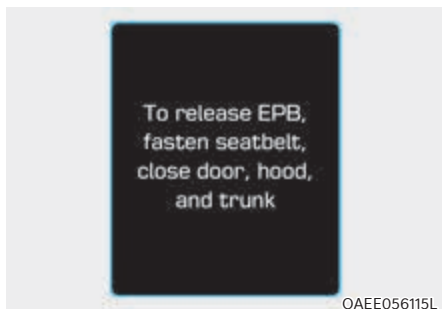 To release EPB,
fasten seatbelt,
close door, hood,
and trunk
OAEE056115L